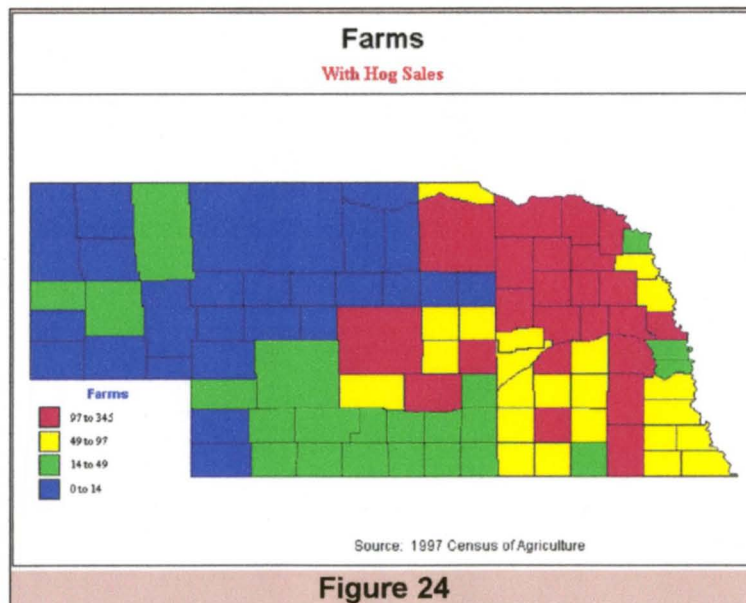 Farms
With Hog Sales
Farms
97 to 345
49 to 97
14 to 49
0 to 14
Source: 1997 Census of Agriculture
Figure 24